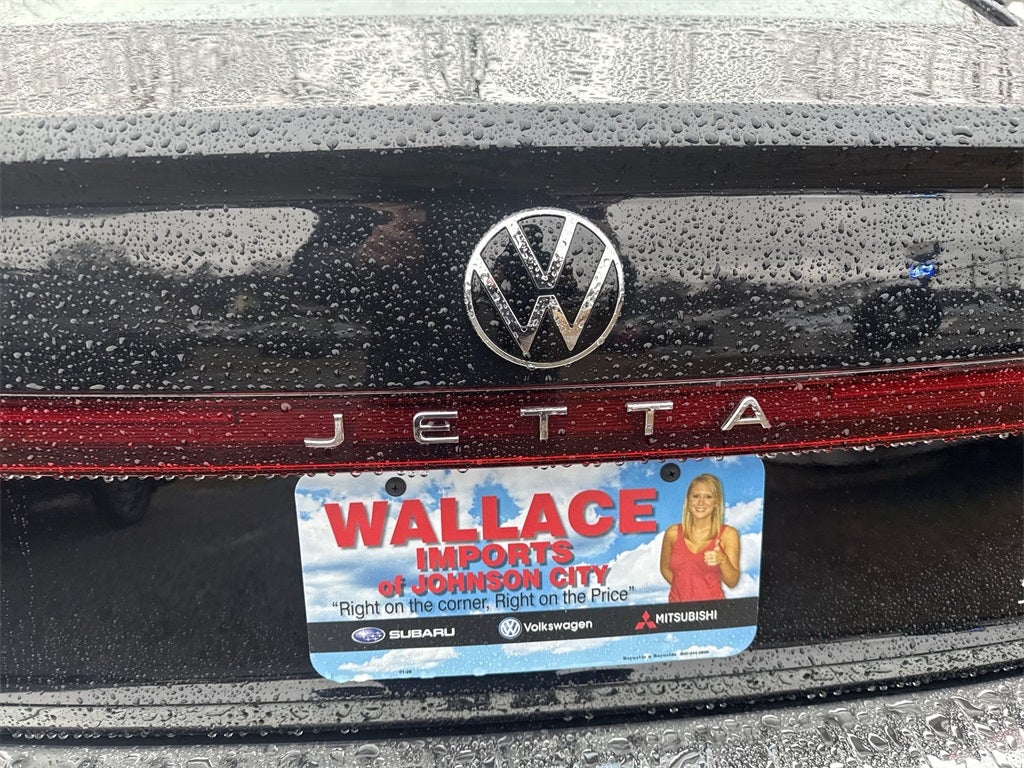 JETTA
WALLACE
IMPORTS
of JOHNSON CITY
"Right on the corner, Right on the Price"
SUBARU Volkswagen MITSUBISHI